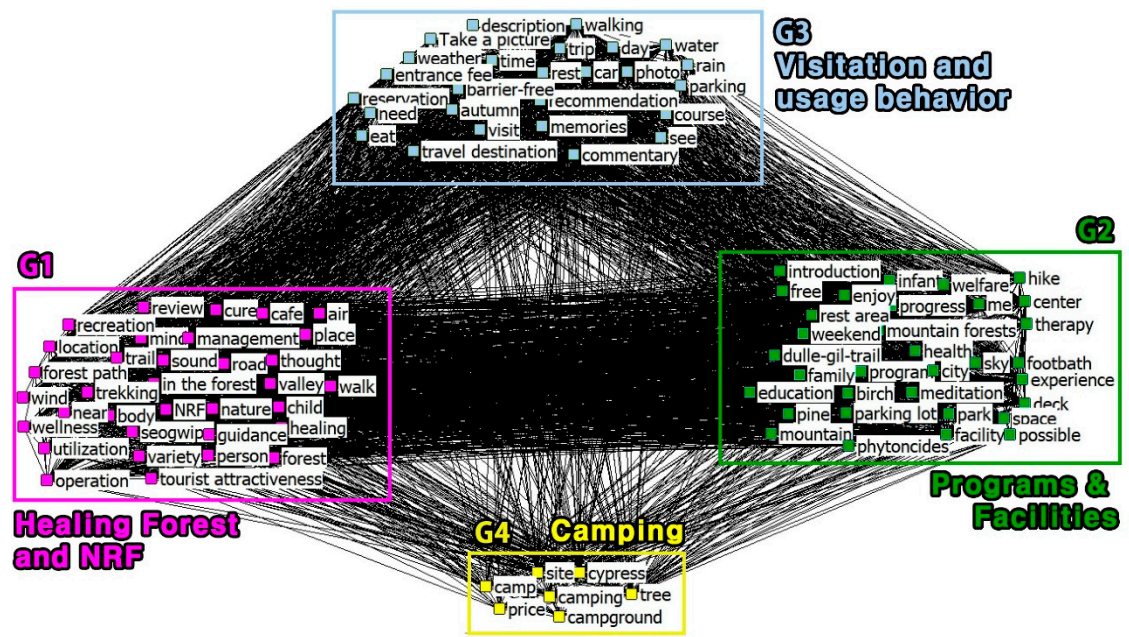 description walking
Take a picture trip day water
weather time rain
entrance fee rest car photo
barrier-free parking
reservation recommendation
need autumn course
eat visit memories see
travel destination commentary
G3
Visitation and
usage behavior
G1
review cure cafe air
recreation mind management place
location trail sound road thought
forest path in the forest valley walk
wind trekking
heart body NRF nature child
wellness seogwip guidance healing
utilization variety person forest
operation tourist attractiveness
Healing Forest
and NRF
G2
introduction infant welfare hike
free enjoy progress me center
rest area therapy
weekend mountain forests
dulle-gil-trail health sky footbath
family program city experience
education birch meditation deck
pine parking lot park space
mountain facility possible
phytoncides
Programs &
Facilities
G4 Camping
site cypress
camp camping tree
price campground